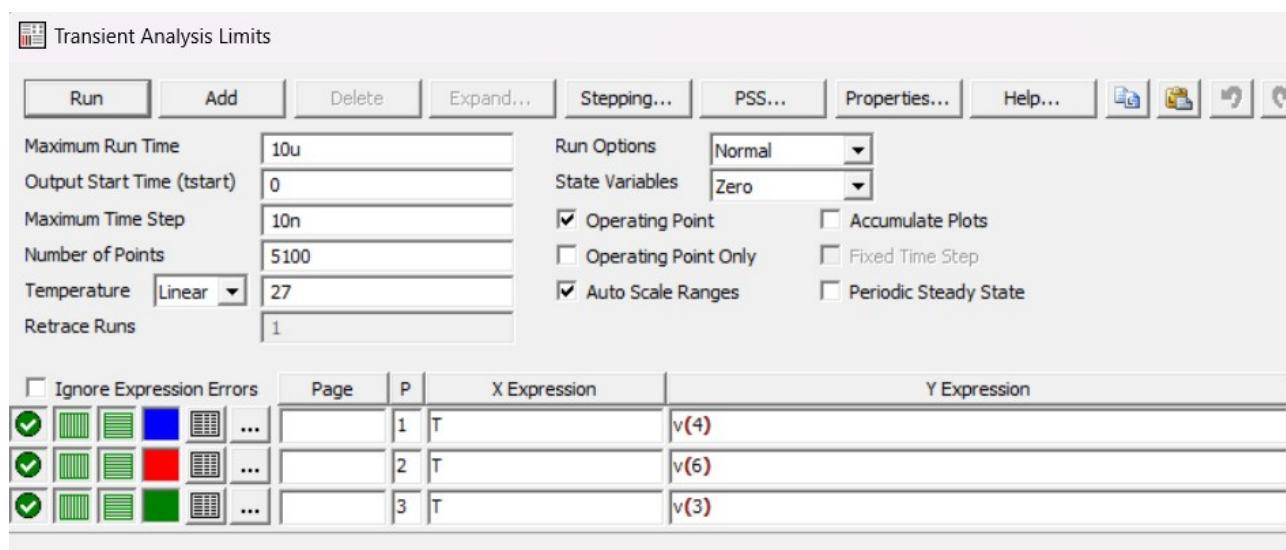 Transient Analysis Limits
Run Add Delete Expand... Stepping... PSS... Properties... Help...
Maximum Run Time 10u Run Options Normal
Output Start Time (tstart) 0 State Variables Zero
Maximum Time Step 10n Operating Point Accumulate Plots
Number of Points 5100 Operating Point Only Fixed Time Step
Temperature Linear 27 Auto Scale Ranges Periodic Steady State
Retrace Runs 1
Ignore Expression Errors Page P X Expression Y Expression
... 1 T v(4)
... 2 T v(6)
... 3 T v(3)